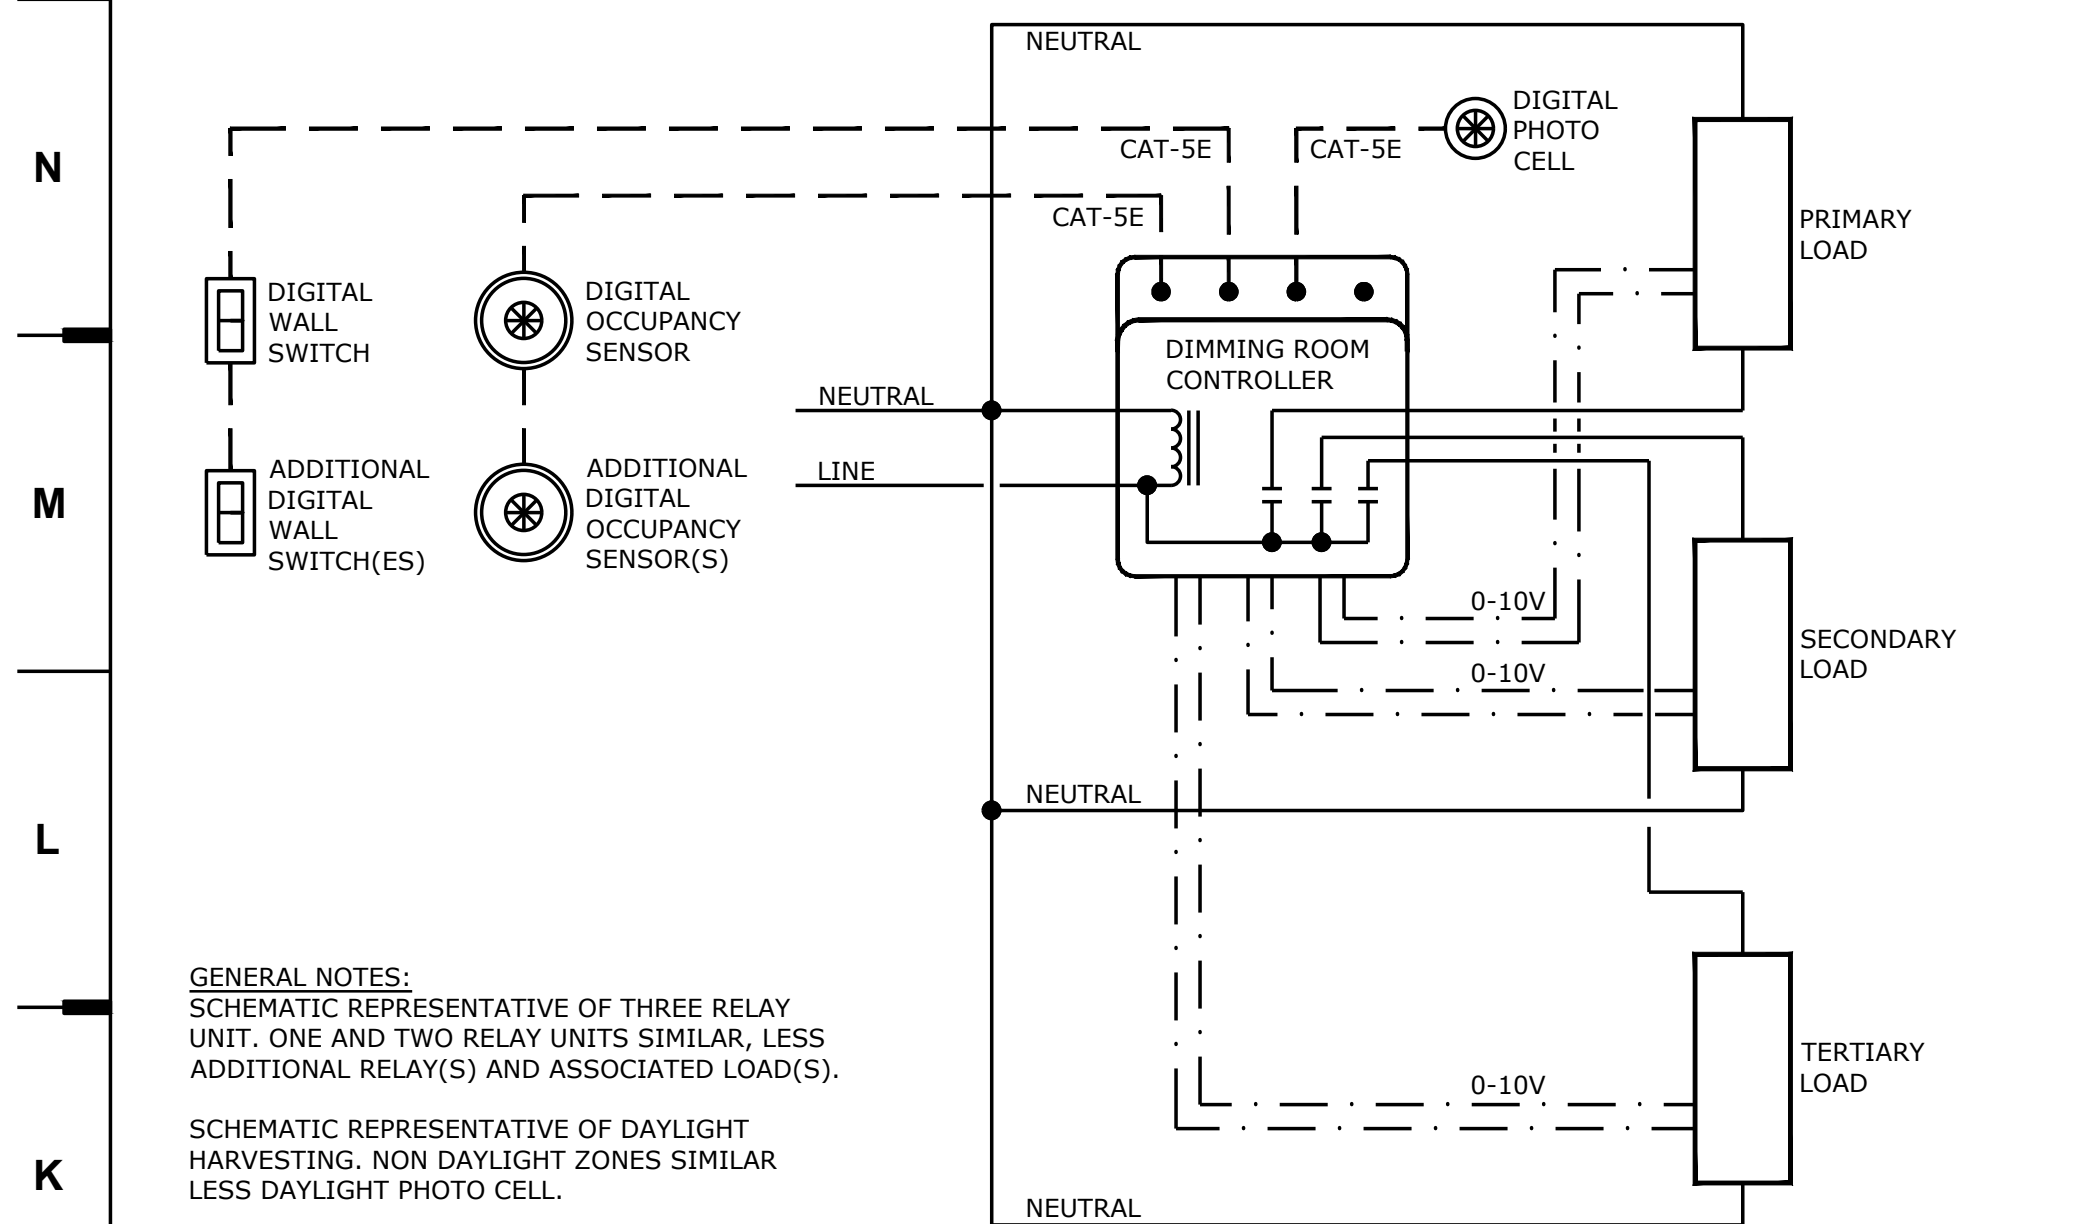 N
M
L
K
NEUTRAL
DIGITAL
PHOTO
CELL
CAT-5E
CAT-5E
CAT-5E
PRIMARY
LOAD
DIGITAL
WALL
SWITCH
DIGITAL
OCCUPANCY
SENSOR
DIMMING ROOM
CONTROLLER
NEUTRAL
LINE
ADDITIONAL
DIGITAL
WALL
SWITCH(ES)
ADDITIONAL
DIGITAL
OCCUPANCY
SENSOR(S)
0-10V
0-10V
SECONDARY
LOAD
NEUTRAL
GENERAL NOTES:
SCHEMATIC REPRESENTATIVE OF THREE RELAY
UNIT. ONE AND TWO RELAY UNITS SIMILAR, LESS
ADDITIONAL RELAY(S) AND ASSOCIATED LOAD(S).
SCHEMATIC REPRESENTATIVE OF DAYLIGHT
HARVESTING. NON DAYLIGHT ZONES SIMILAR
LESS DAYLIGHT PHOTO CELL.
TERTIARY
LOAD
0-10V
NEUTRAL